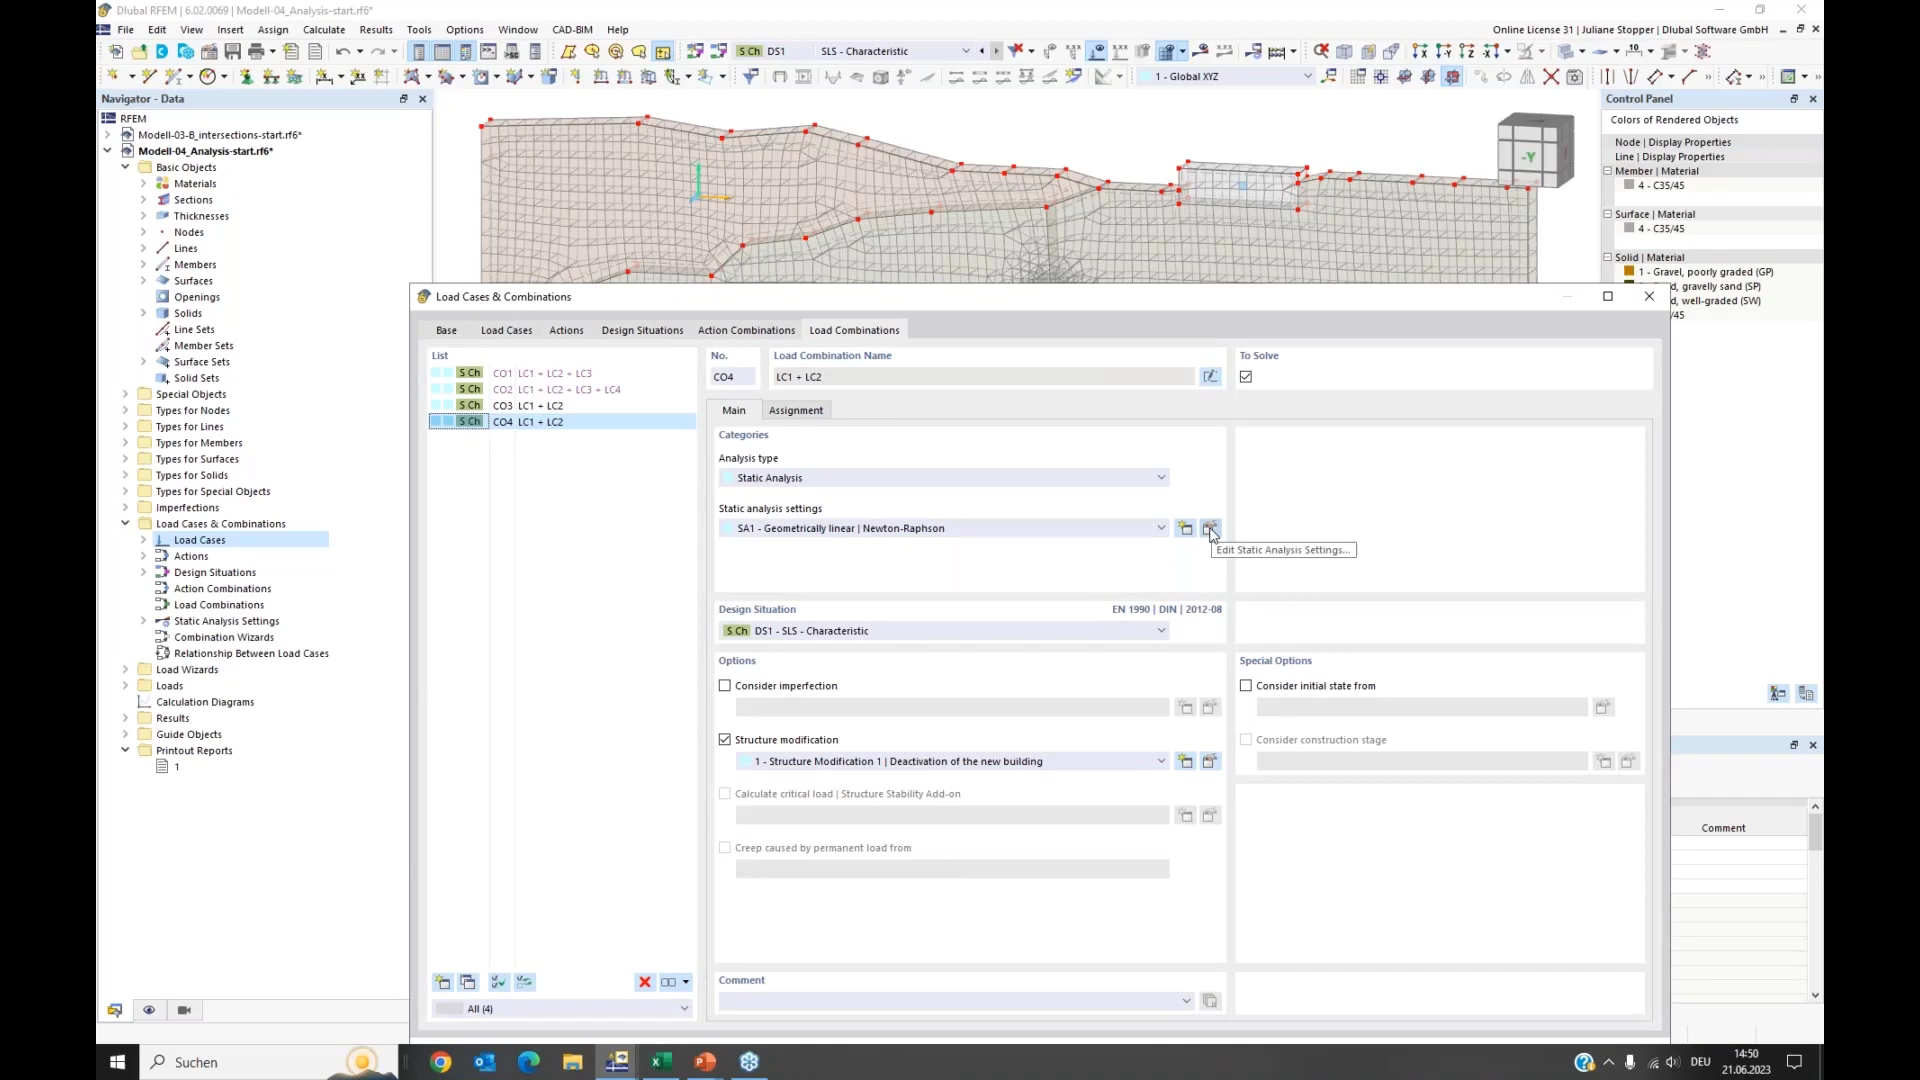 Dlubal RFEM | 6.02.0069 | Modell-04_Analysis-start.rf6*
File Edit View Insert Assign Calculate Results Tools Options Window CAD-BIM Help
Online License 31 | Juliane Stopper | Dlubal Software GmbH
S Ch DS1 SLS - Characteristic
1 - Global XYZ
Navigator - Data
RFEM
Modell-03-B_intersections-start.rf6*
Modell-04_Analysis-start.rf6*
Basic Objects
Materials
Sections
Thicknesses
Nodes
Lines
Members
Surfaces
Openings
Solids
Line Sets
Member Sets
Surface Sets
Solid Sets
Special Objects
Types for Nodes
Types for Lines
Types for Members
Types for Surfaces
Types for Solids
Types for Special Objects
Imperfections
Load Cases & Combinations
Load Cases
Actions
Design Situations
Action Combinations
Load Combinations
Static Analysis Settings
Combination Wizards
Relationship Between Load Cases
Load Wizards
Loads
Calculation Diagrams
Results
Guide Objects
Printout Reports
1
-Y
Control Panel
Colors of Rendered Objects
Node | Display Properties
Line | Display Properties
Member | Material
4 - C35/45
Surface | Material
4 - C35/45
Solid | Material
1 - Gravel, poorly graded (GP)
d, gravelly sand (SP)
d, well-graded (SW)
/45
Load Cases & Combinations
Base Load Cases Actions Design Situations Action Combinations Load Combinations
List
S Ch CO1 LC1 + LC2 + LC3
S Ch CO2 LC1 + LC2 + LC3 + LC4
S Ch CO3 LC1 + LC2
S Ch CO4 LC1 + LC2
All (4)
No.
CO4
Load Combination Name
LC1 + LC2
To Solve
Main Assignment
Categories
Analysis type
Static Analysis
Static analysis settings
SA1 - Geometrically linear | Newton-Raphson
Edit Static Analysis Settings...
Design Situation EN 1990 | DIN | 2012-08
S Ch DS1 - SLS - Characteristic
Options
Consider imperfection
Structure modification
1 - Structure Modification 1 | Deactivation of the new building
Calculate critical load | Structure Stability Add-on
Creep caused by permanent load from
Special Options
Consider initial state from
Consider construction stage
Comment
Comment
Suchen
DEU
14:50
21.06.2023